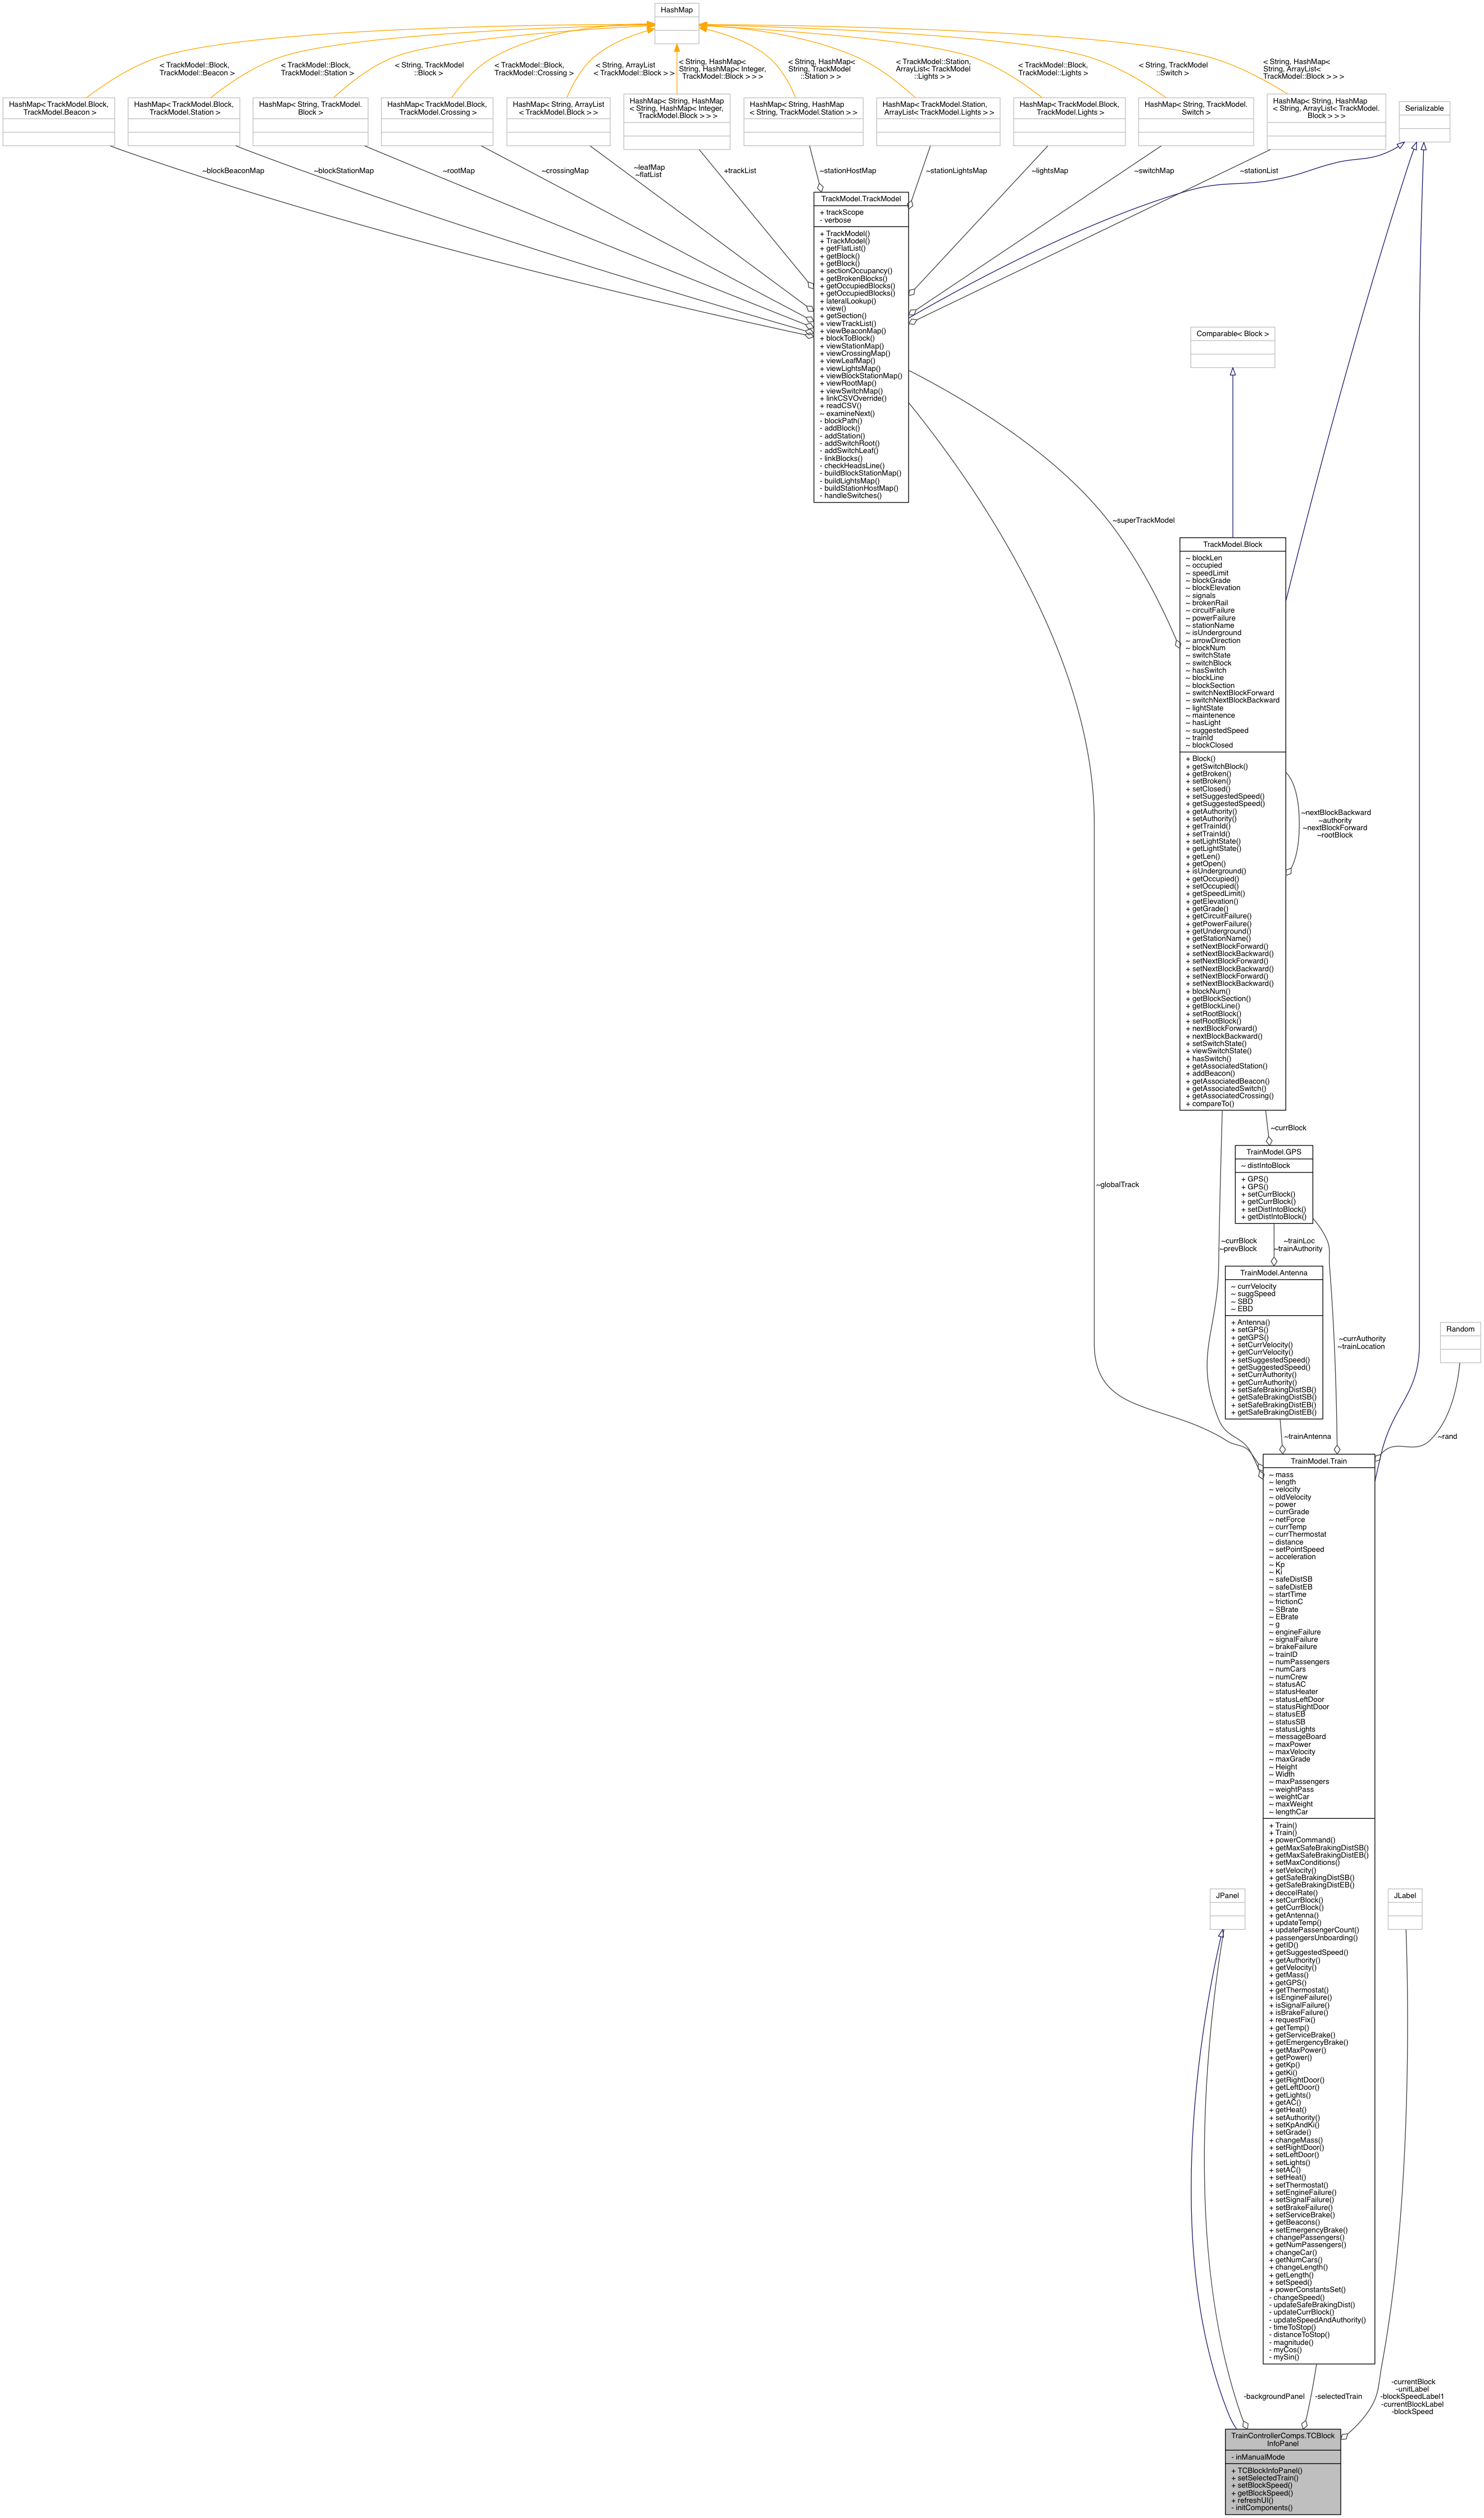 HashMap
< TrackModel::Block,
TrackModel::Beacon >
< TrackModel::Block,
TrackModel::Station >
< String, TrackModel
::Block >
< TrackModel::Block,
TrackModel::Crossing >
< String, ArrayList
< TrackModel::Block > >
< String, HashMap<
String, HashMap< Integer,
TrackModel::Block > > >
< String, HashMap<
String, TrackModel
::Station > >
< TrackModel::Station,
ArrayList< TrackModel
::Lights > >
< TrackModel::Block,
TrackModel::Lights >
< String, TrackModel
::Switch >
< String, HashMap<
String, ArrayList<
TrackModel::Block > > >
HashMap< TrackModel.Block,
TrackModel.Beacon >
HashMap< TrackModel.Block,
TrackModel.Station >
HashMap< String, TrackModel.
Block >
HashMap< TrackModel.Block,
TrackModel.Crossing >
HashMap< String, ArrayList
< TrackModel.Block > >
HashMap< String, HashMap
< String, HashMap< Integer,
TrackModel.Block > > >
HashMap< String, HashMap
< String, TrackModel.Station > >
HashMap< TrackModel.Station,
ArrayList< TrackModel.Lights > >
HashMap< TrackModel.Block,
TrackModel.Lights >
HashMap< String, TrackModel.
Switch >
HashMap< String, HashMap
< String, ArrayList< TrackModel.
Block > > >
Serializable
~blockBeaconMap
~blockStationMap
~rootMap
~crossingMap
~leafMap
~flatList
+trackList
~stationHostMap
~stationLightsMap
~lightsMap
~switchMap
~stationList
TrackModel.TrackModel
+ trackScope
- verbose
+ TrackModel()
+ TrackModel()
+ getFlatList()
+ getBlock()
+ getBlock()
+ sectionOccupancy()
+ getBrokenBlocks()
+ getOccupiedBlocks()
+ getOccupiedBlocks()
+ lateralLookup()
+ view()
+ getSection()
+ viewTrackList()
+ viewBeaconMap()
+ blockToBlock()
+ viewStationMap()
+ viewCrossingMap()
+ viewLeafMap()
+ viewLightsMap()
+ viewBlockStationMap()
+ viewRootMap()
+ viewSwitchMap()
+ linkCSVOverride()
+ readCSV()
~ examineNext()
- blockPath()
- addBlock()
- addStation()
- addSwitchRoot()
- addSwitchLeaf()
- linkBlocks()
- checkHeadsLine()
- buildBlockStationMap()
- buildLightsMap()
- buildStationHostMap()
- handleSwitches()
Comparable< Block >
~superTrackModel
TrackModel.Block
~ blockLen
~ occupied
~ speedLimit
~ blockGrade
~ blockElevation
~ signals
~ brokenRail
~ circuitFailure
~ powerFailure
~ stationName
~ isUnderground
~ arrowDirection
~ blockNum
~ switchState
~ switchBlock
~ hasSwitch
~ blockLine
~ blockSection
~ switchNextBlockForward
~ switchNextBlockBackward
~ lightState
~ maintenence
~ hasLight
~ suggestedSpeed
~ trainId
~ blockClosed
+ Block()
+ getSwitchBlock()
+ getBroken()
+ setBroken()
+ setClosed()
+ setSuggestedSpeed()
+ getSuggestedSpeed()
+ getAuthority()
+ setAuthority()
+ getTrainId()
+ setTrainId()
+ setLightState()
+ getLightState()
+ getLen()
+ getOpen()
+ isUnderground()
+ getOccupied()
+ setOccupied()
+ getSpeedLimit()
+ getElevation()
+ getGrade()
+ getCircuitFailure()
+ getPowerFailure()
+ getUnderground()
+ getStationName()
+ setNextBlockForward()
+ setNextBlockBackward()
+ setNextBlockForward()
+ setNextBlockBackward()
+ setNextBlockForward()
+ setNextBlockBackward()
+ blockNum()
+ getBlockSection()
+ getBlockLine()
+ setRootBlock()
+ setRootBlock()
+ nextBlockForward()
+ nextBlockBackward()
+ setSwitchState()
+ viewSwitchState()
+ hasSwitch()
+ getAssociatedStation()
+ addBeacon()
+ getAssociatedBeacon()
+ getAssociatedSwitch()
+ getAssociatedCrossing()
+ compareTo()
~nextBlockBackward
~authority
~nextBlockForward
~rootBlock
~currBlock
TrainModel.GPS
~ distIntoBlock
+ GPS()
+ GPS()
+ setCurrBlock()
+ getCurrBlock()
+ setDistIntoBlock()
+ getDistIntoBlock()
~globalTrack
~currBlock
~prevBlock
~trainLoc
~trainAuthority
TrainModel.Antenna
~ currVelocity
~ suggSpeed
~ SBD
~ EBD
+ Antenna()
+ setGPS()
+ getGPS()
+ setCurrVelocity()
+ getCurrVelocity()
+ setSuggestedSpeed()
+ getSuggestedSpeed()
+ setCurrAuthority()
+ getCurrAuthority()
+ setSafeBrakingDistSB()
+ getSafeBrakingDistSB()
+ setSafeBrakingDistEB()
+ getSafeBrakingDistEB()
~currAuthority
~trainLocation
Random
~trainAntenna
~rand
TrainModel.Train
~ mass
~ length
~ velocity
~ oldVelocity
~ power
~ currGrade
~ netForce
~ currTemp
~ currThermostat
~ distance
~ setPointSpeed
~ acceleration
~ Kp
~ Ki
~ safeDistSB
~ safeDistEB
~ startTime
~ frictionC
~ SBrate
~ EBrate
~ g
~ engineFailure
~ signalFailure
~ brakeFailure
~ trainID
~ numPassengers
~ numCars
~ numCrew
~ statusAC
~ statusHeater
~ statusLeftDoor
~ statusRightDoor
~ statusEB
~ statusSB
~ statusLights
~ messageBoard
~ maxPower
~ maxVelocity
~ maxGrade
~ Height
~ Width
~ maxPassengers
~ weightPass
~ weightCar
~ maxWeight
~ lengthCar
+ Train()
+ Train()
+ powerCommand()
+ getMaxSafeBrakingDistSB()
+ getMaxSafeBrakingDistEB()
+ setMaxConditions()
+ setVelocity()
+ getSafeBrakingDistSB()
+ getSafeBrakingDistEB()
+ deccelRate()
+ setCurrBlock()
+ getCurrBlock()
+ getAntenna()
+ updateTemp()
+ updatePassengerCount()
+ passengersUnboarding()
+ getID()
+ getSuggestedSpeed()
+ getAuthority()
+ getVelocity()
+ getMass()
+ getGPS()
+ getThermostat()
+ isEngineFailure()
+ isSignalFailure()
+ isBrakeFailure()
+ requestFix()
+ getTemp()
+ getServiceBrake()
+ getEmergencyBrake()
+ getMaxPower()
+ getPower()
+ getKp()
+ getKi()
+ getRightDoor()
+ getLeftDoor()
+ getLights()
+ getAC()
+ getHeat()
+ setAuthority()
+ setKpAndKi()
+ setGrade()
+ changeMass()
+ setRightDoor()
+ setLeftDoor()
+ setLights()
+ setAC()
+ setHeat()
+ setThermostat()
+ setEngineFailure()
+ setSignalFailure()
+ setBrakeFailure()
+ setServiceBrake()
+ getBeacons()
+ setEmergencyBrake()
+ changePassengers()
+ getNumPassengers()
+ changeCar()
+ getNumCars()
+ changeLength()
+ getLength()
+ setSpeed()
+ powerConstantsSet()
- changeSpeed()
- updateSafeBrakingDist()
- updateCurrBlock()
- updateSpeedAndAuthority()
- timeToStop()
- distanceToStop()
- magnitude()
- myCos()
- mySin()
JPanel
JLabel
-backgroundPanel
-selectedTrain
-currentBlock
-unitLabel
-blockSpeedLabel1
-currentBlockLabel
-blockSpeed
TrainControllerComps.TCBlock
InfoPanel
- inManualMode
+ TCBlockInfoPanel()
+ setSelectedTrain()
+ setBlockSpeed()
+ getBlockSpeed()
+ refreshUI()
- initComponents()